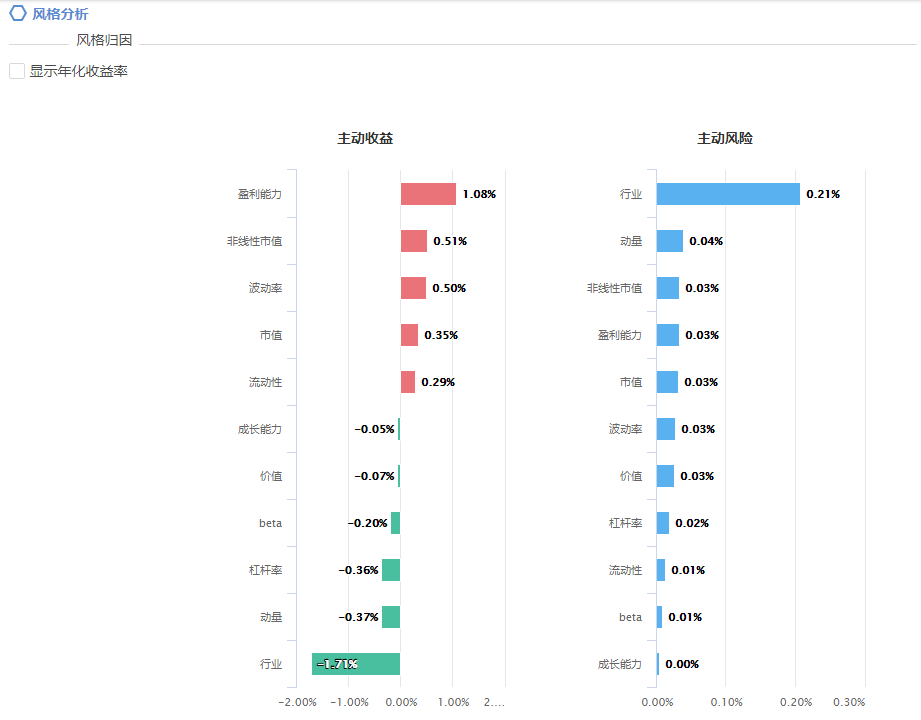 风格分析
风格归因
显示年化收益率
主动收益
盈利能力 1.08%
非线性市值 0.51%
波动率 0.50%
市值 0.35%
流动性 0.29%
成长能力 -0.05%
价值 -0.07%
beta -0.20%
杠杆率 -0.36%
动量 -0.37%
行业 -1.71%
-2.00% -1.00% 0.00% 1.00% 2....
主动风险
行业 0.21%
动量 0.04%
非线性市值 0.03%
盈利能力 0.03%
市值 0.03%
波动率 0.03%
价值 0.03%
杠杆率 0.02%
流动性 0.01%
beta 0.01%
成长能力 0.00%
0.00% 0.10% 0.20% 0.30%